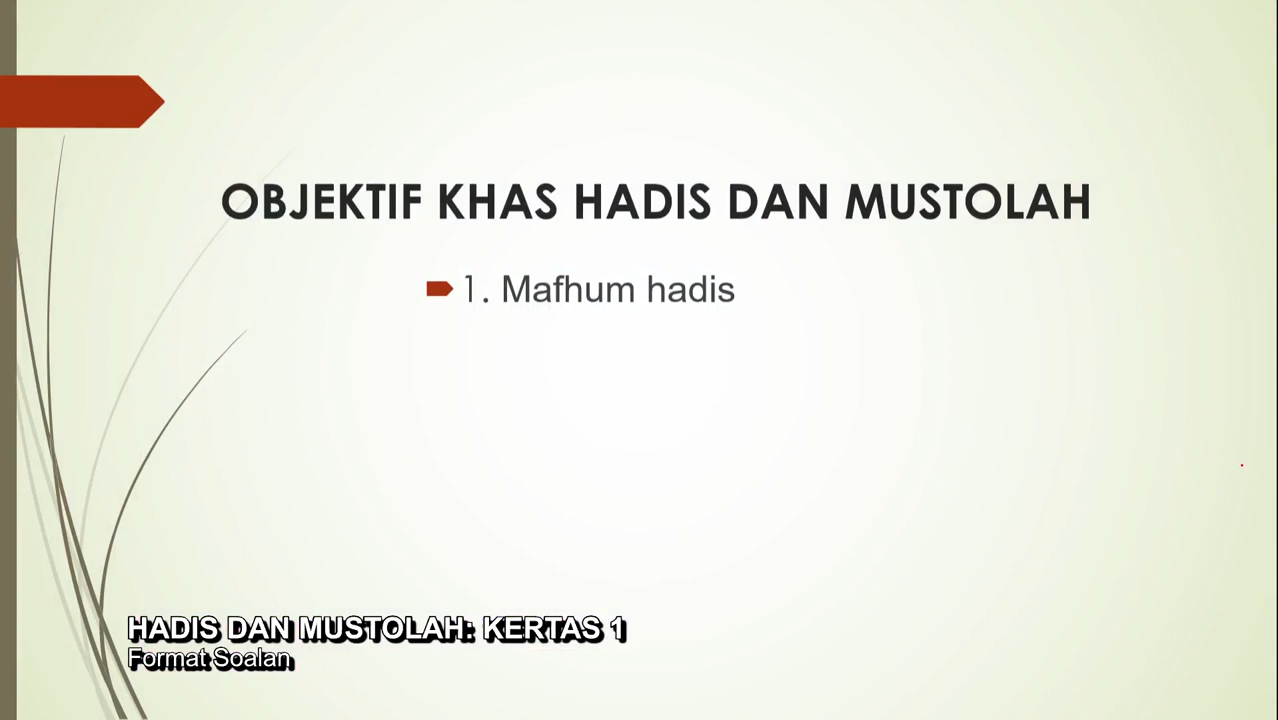 OBJEKTIF KHAS HADIS DAN MUSTOLAH
1. Mafhum hadis
HADIS DAN MUSTOLAH: KERTAS 1
Format Soalan